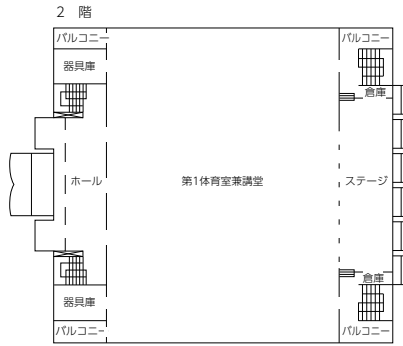 2 階
バルコニー
バルコニー
器具庫
倉庫
ホール
第1体育室兼講堂
ステージ
倉庫
器具庫
バルコニー
バルコニー